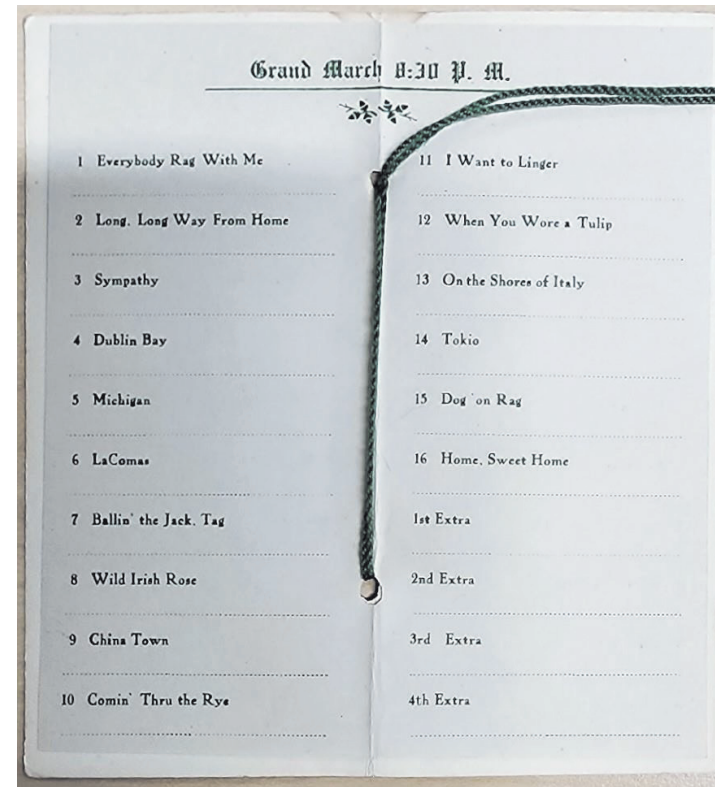 Grand March 8:30 P. M.
1 Everybody Rag With Me
2 Long, Long Way From Home
3 Sympathy
4 Dublin Bay
5 Michigan
6 LaComas
7 Ballin' the Jack, Tag
8 Wild Irish Rose
9 China Town
10 Comin' Thru the Rye
11 I Want to Linger
12 When You Wore a Tulip
13 On the Shores of Italy
14 Tokio
15 Dog 'on Rag
16 Home, Sweet Home
1st Extra
2nd Extra
3rd Extra
4th Extra